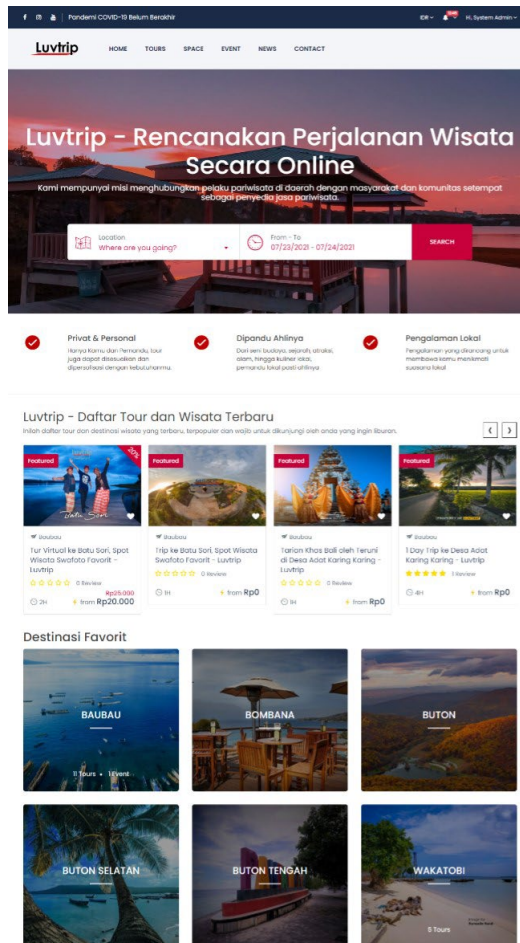 Pandemi COVID-19 Belum Berakhir
IDR
Hi, System Admin
Luvtrip
HOME TOURS SPACE EVENT NEWS CONTACT
Luvtrip - Rencanakan Perjalanan Wisata
Secara Online
Kami mempunyai misi menghubungkan pelaku pariwisata di daerah dengan masyarakat dan komunitas setempat
sebagai penyedia jasa pariwisata.
Location
Where are you going?
From - To
07/23/2021 - 07/24/2021
SEARCH
Privat & Personal
Hanya Kamu dan Pemandu, tour
juga dapat disesuaikan dan
dipersonalisasi dengan kebutuhanmu.
Dipandu Ahlinya
Dari seni budaya, sejarah, atraksi,
alam, hingga kuliner lokal,
pemandu lokal pasti ahlinya
Pengalaman Lokal
Pengalaman yang dirancang untuk
membawa kamu menikmati
suasana lokal
Luvtrip - Daftar Tour dan Wisata Terbaru
Inilah daftar tour dan destinasi wisata yang terbaru, terpopuler dan wajib untuk dikunjungi oleh anda yang ingin liburan.
Featured
20%
Batu Sori
Baubau
Tur Virtual ke Batu Sori, Spot
Wisata Swafoto Favorit -
Luvtrip
0 Review
Rp25.000
2H
from Rp20.000
Featured
Baubau
Trip ke Batu Sori, Spot Wisata
Swafoto Favorit - Luvtrip
0 Review
1H
from Rp0
Featured
Baubau
Tarian Khas Bali oleh Teruni
di Desa Adat Karing Karing -
Luvtrip
0 Review
1H
from Rp0
Featured
Baubau
1 Day Trip ke Desa Adat
Karing Karing - Luvtrip
1 Review
4H
from Rp0
Destinasi Favorit
BAUBAU
11 Tours
1 Event
BOMBANA
BUTON
BUTON SELATAN
BUTON TENGAH
WAKATOBI
5 Tours